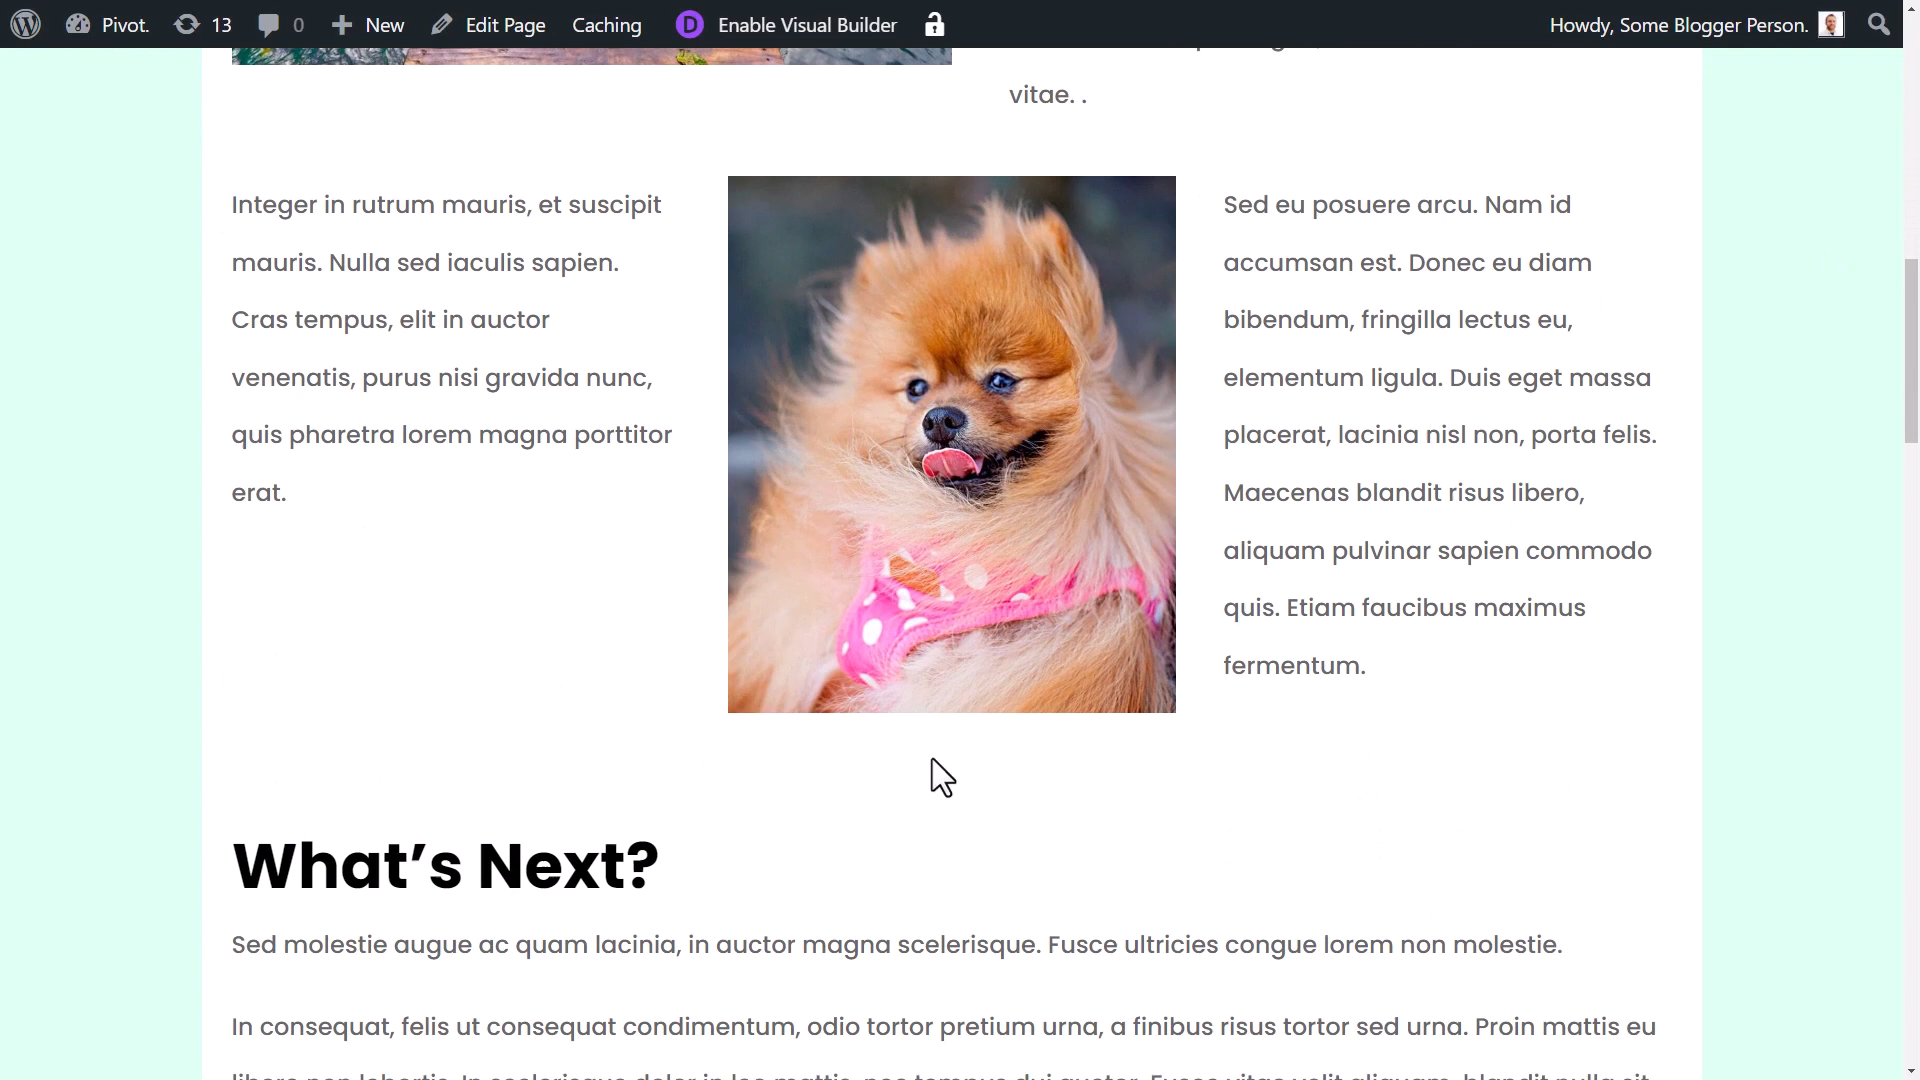 Pivot. 13 0 New Edit Page Caching D Enable Visual Builder Howdy, Some Blogger Person.
vitae. .
Integer in rutrum mauris, et suscipit
mauris. Nulla sed iaculis sapien.
Cras tempus, elit in auctor
venenatis, purus nisi gravida nunc,
quis pharetra lorem magna porttitor
erat.
Sed eu posuere arcu. Nam id
accumsan est. Donec eu diam
bibendum, fringilla lectus eu,
elementum ligula. Duis eget massa
placerat, lacinia nisl non, porta felis.
Maecenas blandit risus libero,
aliquam pulvinar sapien commodo
quis. Etiam faucibus maximus
fermentum.
What’s Next?
Sed molestie augue ac quam lacinia, in auctor magna scelerisque. Fusce ultricies congue lorem non molestie.
In consequat, felis ut consequat condimentum, odio tortor pretium urna, a finibus risus tortor sed urna. Proin mattis eu